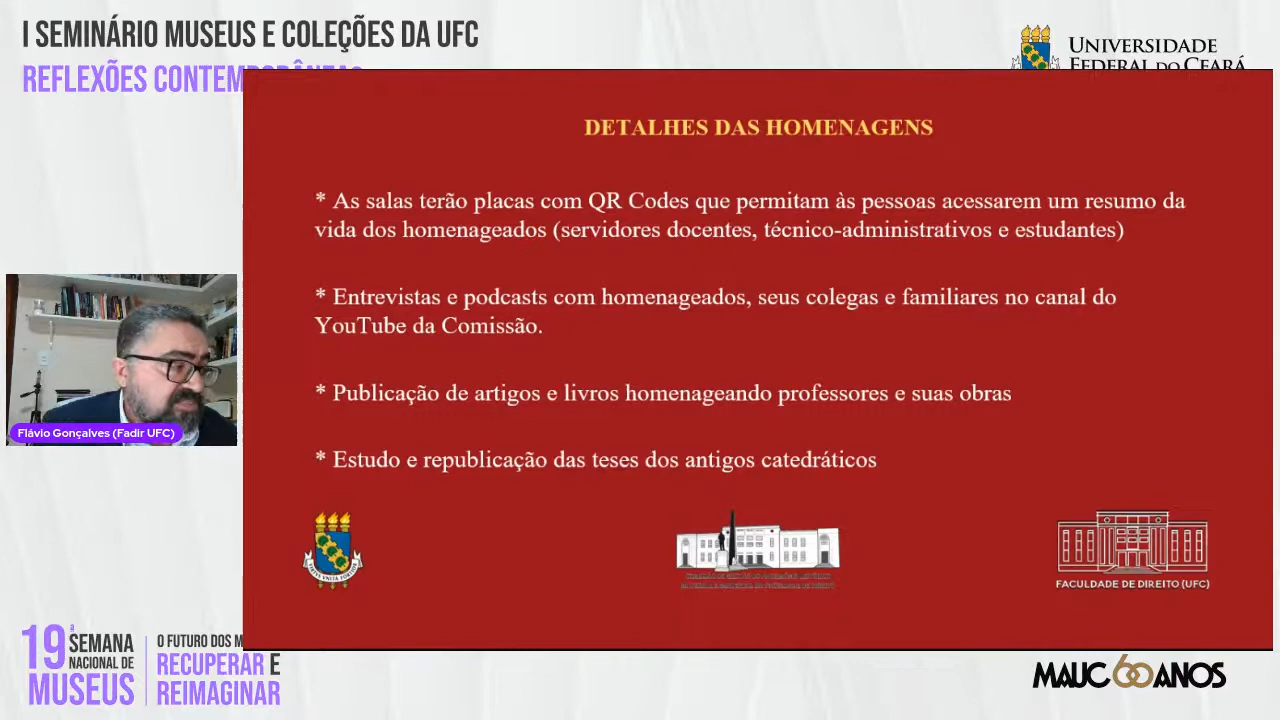 I SEMINÁRIO MUSEUS E COLEÇÕES DA UFC
REFLEXÕES CONTEMPORÂNEAS
UNIVERSIDADE
FEDERAL DO CEARÁ
DETALHES DAS HOMENAGENS
* As salas terão placas com QR Codes que permitam às pessoas acessarem um resumo da
vida dos homenageados (servidores docentes, técnico-administrativos e estudantes)
* Entrevistas e podcasts com homenageados, seus colegas e familiares no canal do
YouTube da Comissão.
* Publicação de artigos e livros homenageando professores e suas obras
* Estudo e republicação das teses dos antigos catedráticos
Flávio Gonçalves (Fadir UFC)
FACULDADE DE DIREITO (UFC)
19ª SEMANA
NACIONAL DE
MUSEUS
O FUTURO DOS M
RECUPERAR E
REIMAGINAR
MAUC 60 ANOS